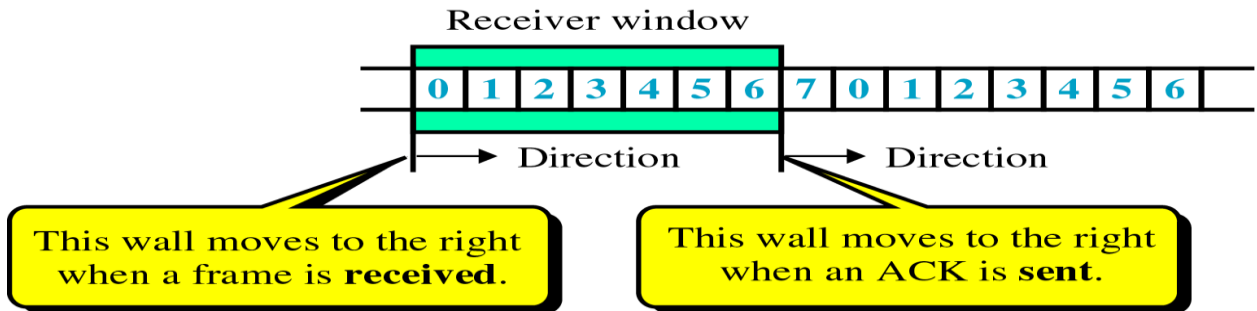 Receiver window
0 1 2 3 4 5 6 7 0 1 2 3 4 5 6
Direction Direction
This wall moves to the right
when a frame is received.
This wall moves to the right
when an ACK is sent.